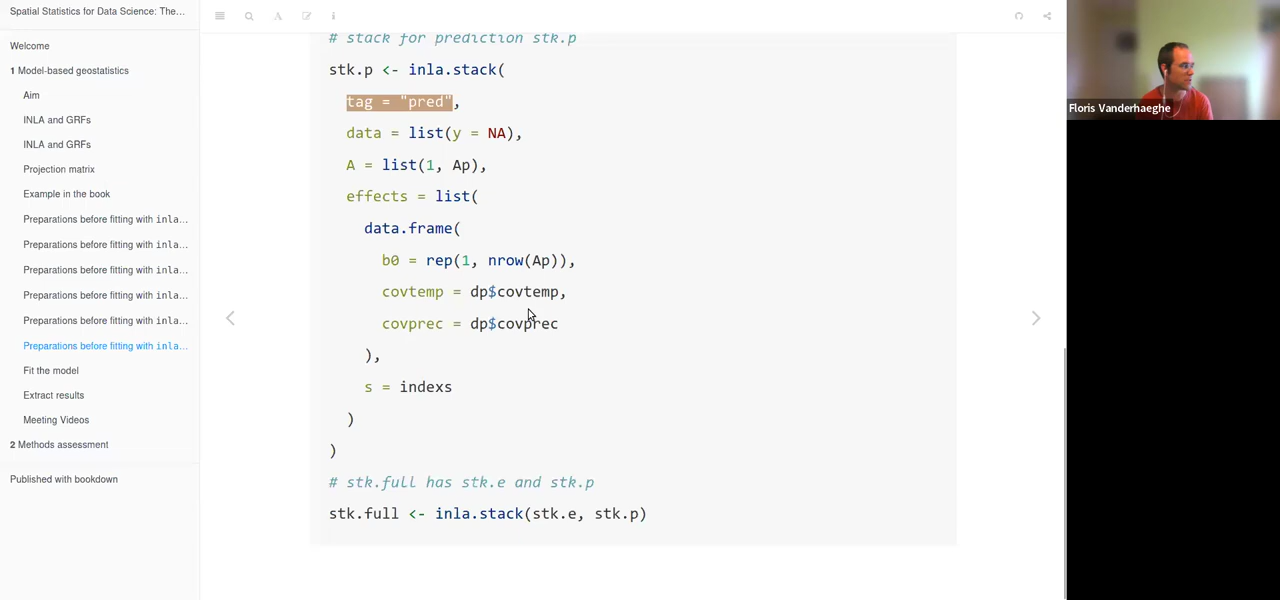 Spatial Statistics for Data Science: The...
Welcome
1 Model-based geostatistics
Aim
INLA and GRFs
INLA and GRFs
Projection matrix
Example in the book
Preparations before fitting with inla...
Preparations before fitting with inla...
Preparations before fitting with inla...
Preparations before fitting with inla...
Preparations before fitting with inla...
Preparations before fitting with inla...
Fit the model
Extract results
Meeting Videos
2 Methods assessment
Published with bookdown
# stack for prediction stk.p
stk.p <- inla.stack(
tag = "pred",
data = list(y = NA),
A = list(1, Ap),
effects = list(
data.frame(
b0 = rep(1, nrow(Ap)),
covtemp = dp$covtemp,
covprec = dp$covprec
),
s = indexs
)
)
# stk.full has stk.e and stk.p
stk.full <- inla.stack(stk.e, stk.p)
Floris Vanderhaeghe